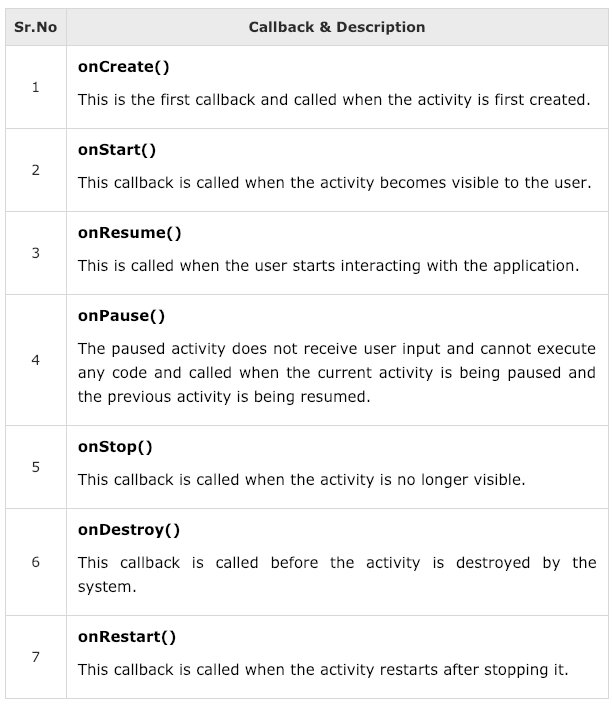 Sr.No Callback & Description
1
onCreate()
This is the first callback and called when the activity is first created.
2
onStart()
This callback is called when the activity becomes visible to the user.
3
onResume()
This is called when the user starts interacting with the application.
4
onPause()
The paused activity does not receive user input and cannot execute
any code and called when the current activity is being paused and
the previous activity is being resumed.
5
onStop()
This callback is called when the activity is no longer visible.
6
onDestroy()
This callback is called before the activity is destroyed by the
system.
7
onRestart()
This callback is called when the activity restarts after stopping it.